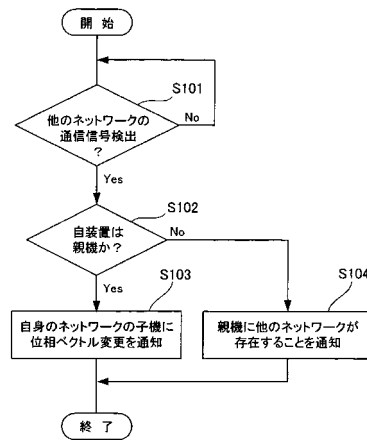 開 始
S101
他のネットワークの
通信信号検出
?
No
Yes
S102
自装置は
親機か?
No
Yes
S103
自身のネットワークの子機に
位相ベクトル変更を通知
S104
親機に他のネットワークが
存在することを通知
終 了